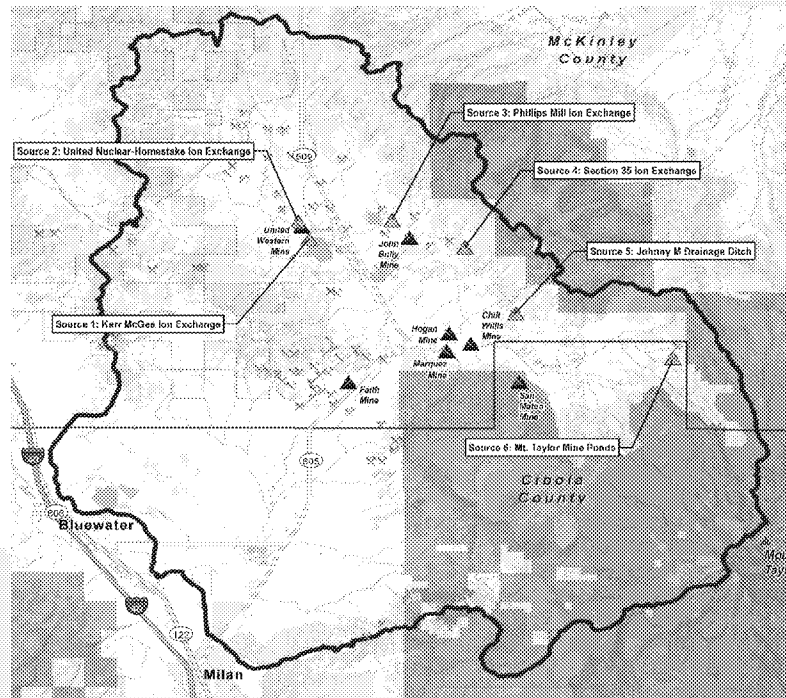 McKinley
County
Source 3: Phillips Mill Ion Exchange
Source 2: United Nuclear-Homestake Ion Exchange
509
Source 4: Section 35 Ion Exchange
United
Western
Mine
John
Bully
Mine
Source 5: Johnny M Drainage Ditch
Source 1: Kerr McGee Ion Exchange
Chill
Willis
Mine
Hogan
Mine
Marquez
Mine
Faith
Mine
San
Mateo
Mine
Source 6: Mt. Taylor Mine Ponds
605
Cibola
County
606
Bluewater
122
Milan